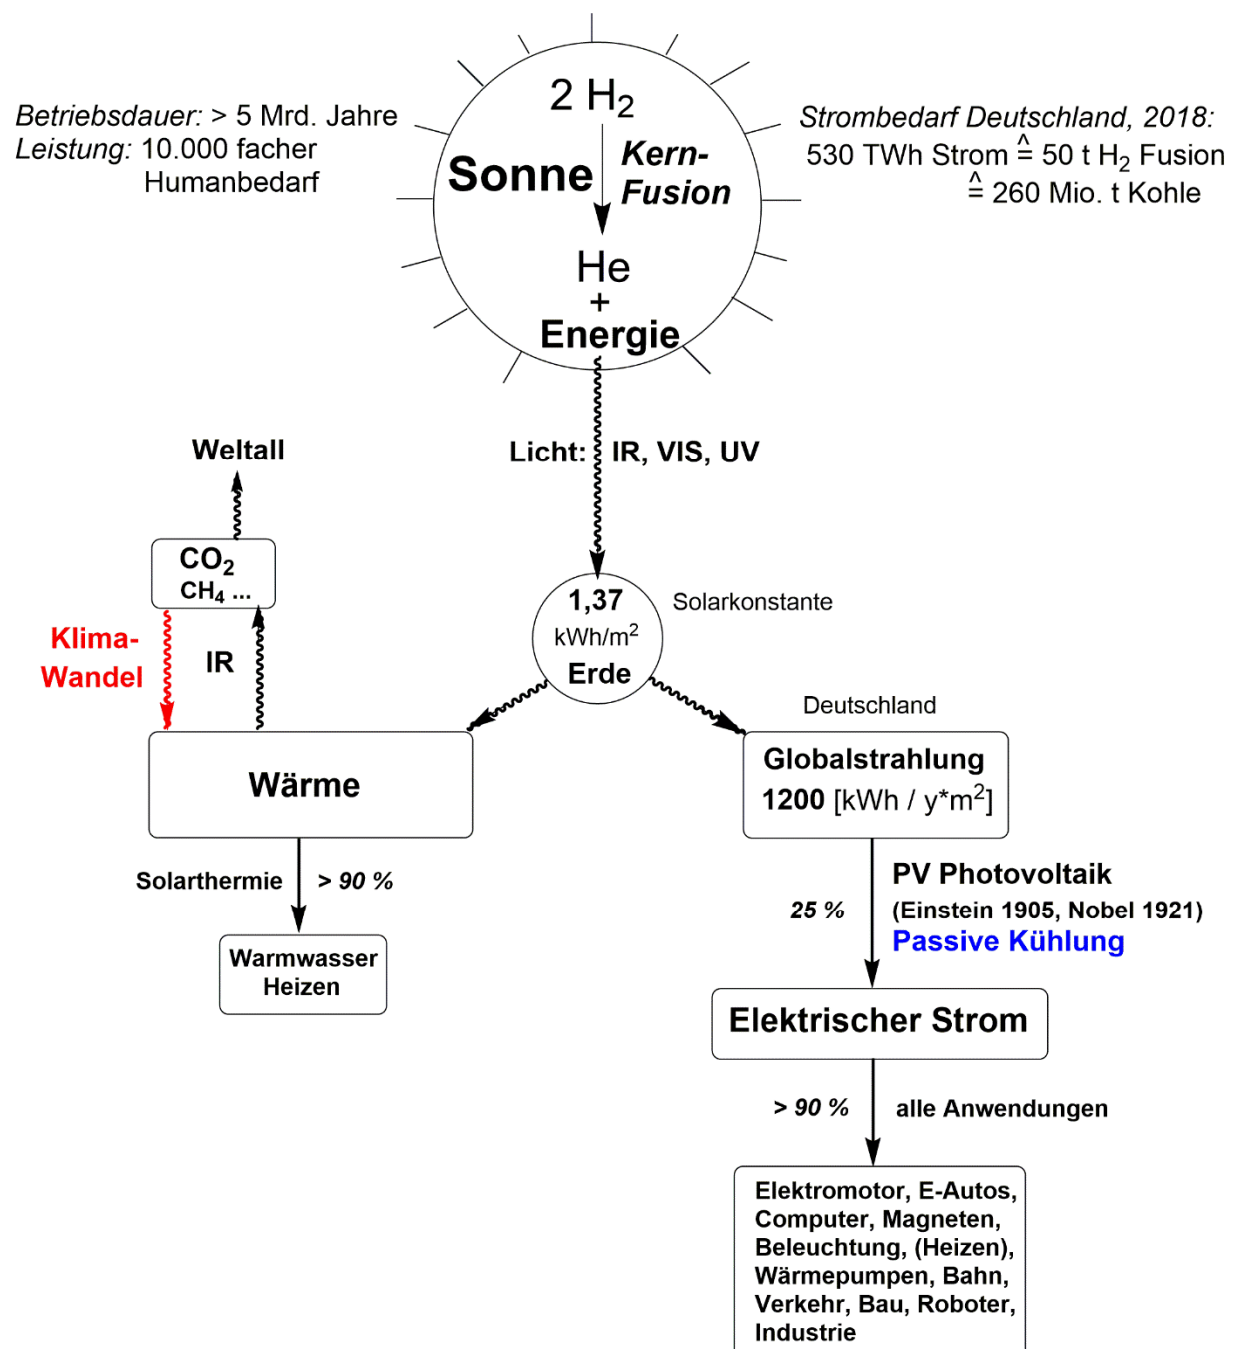 2 H₂
Betriebsdauer: > 5 Mrd. Jahre
Leistung: 10.000 facher
Humanbedarf
Sonne
Kern-
Fusion
Strombedarf Deutschland, 2018:
530 TWh Strom ≙ 50 t H₂ Fusion
≙ 260 Mio. t Kohle
He
+
Energie
Licht: IR, VIS, UV
Weltall
CO₂
CH₄ ...
Klima-
Wandel
IR
1,37
kWh/m²
Erde
Solarkonstante
Deutschland
Wärme
Globalstrahlung
1200 [kWh / y*m²]
Solarthermie > 90 %
Warmwasser
Heizen
25 %
PV Photovoltaik
(Einstein 1905, Nobel 1921)
Passive Kühlung
Elektrischer Strom
> 90 % alle Anwendungen
Elektromotor, E-Autos,
Computer, Magneten,
Beleuchtung, (Heizen),
Wärmepumpen, Bahn,
Verkehr, Bau, Roboter,
Industrie